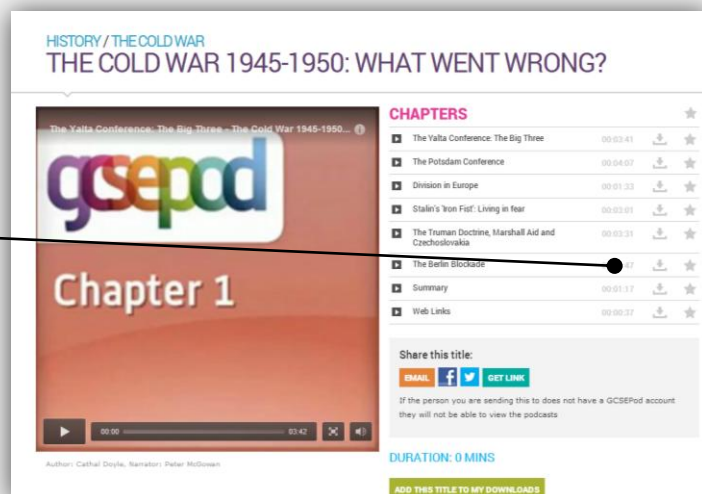 HISTORY / THE COLD WAR
THE COLD WAR 1945-1950: WHAT WENT WRONG?
The Yalta Conference: The Big Three - The Cold War 1945-1950...
gcsepod
Chapter 1
00:00
03:42
Author: Cathal Doyle, Narrator: Peter McGowan
CHAPTERS
The Yalta Conference: The Big Three 00:03:41
The Potsdam Conference 00:04:07
Division in Europe 00:01:33
Stalin's 'Iron Fist': Living in fear 00:03:01
The Truman Doctrine, Marshall Aid and 00:03:31
Czechoslovakia
The Berlin Blockade 47
Summary 00:01:17
Web Links 00:00:37
Share this title:
EMAIL GET LINK
If the person you are sending this to does not have a GCSEPod account
they will not be able to view the podcasts
DURATION: 0 MINS
ADD THIS TITLE TO MY DOWNLOADS